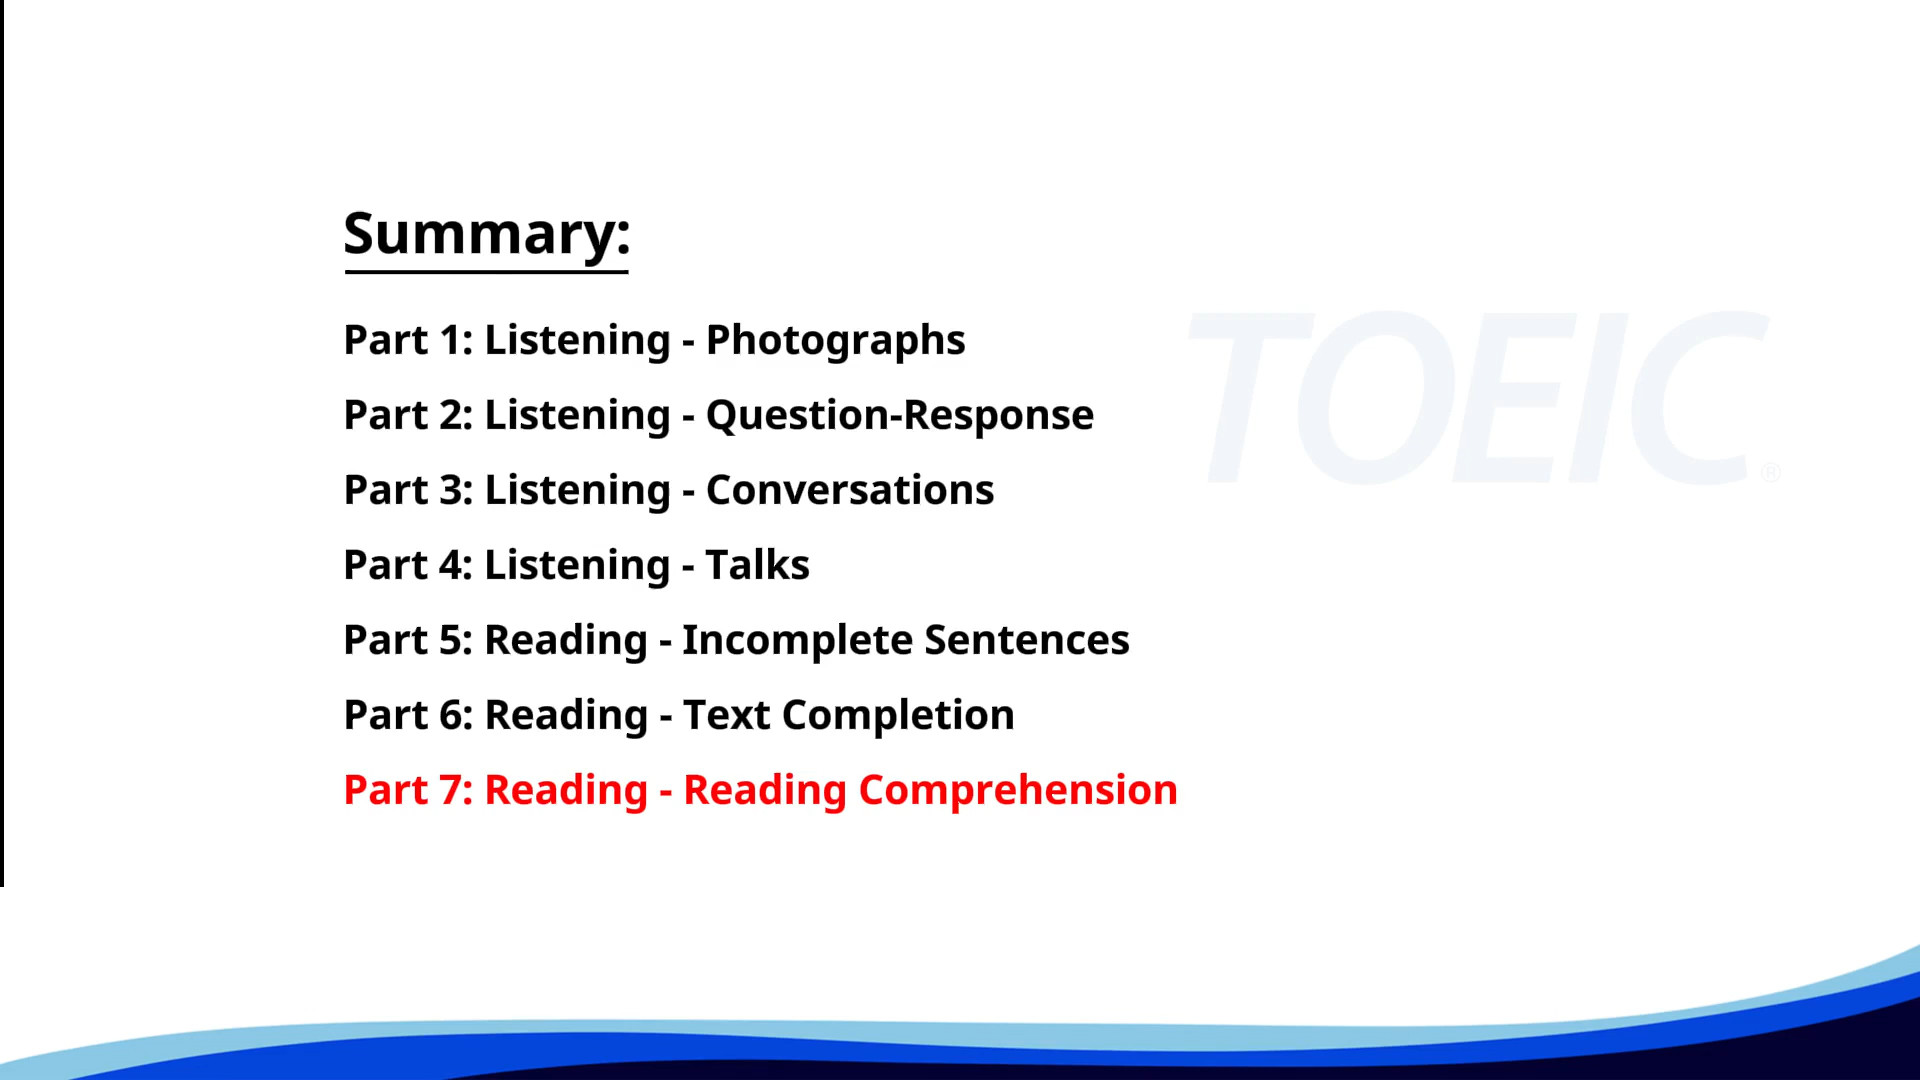 Summary:
Part 1: Listening - Photographs
Part 2: Listening - Question-Response
Part 3: Listening - Conversations
Part 4: Listening - Talks
Part 5: Reading - Incomplete Sentences
Part 6: Reading - Text Completion
Part 7: Reading - Reading Comprehension
TOEIC®